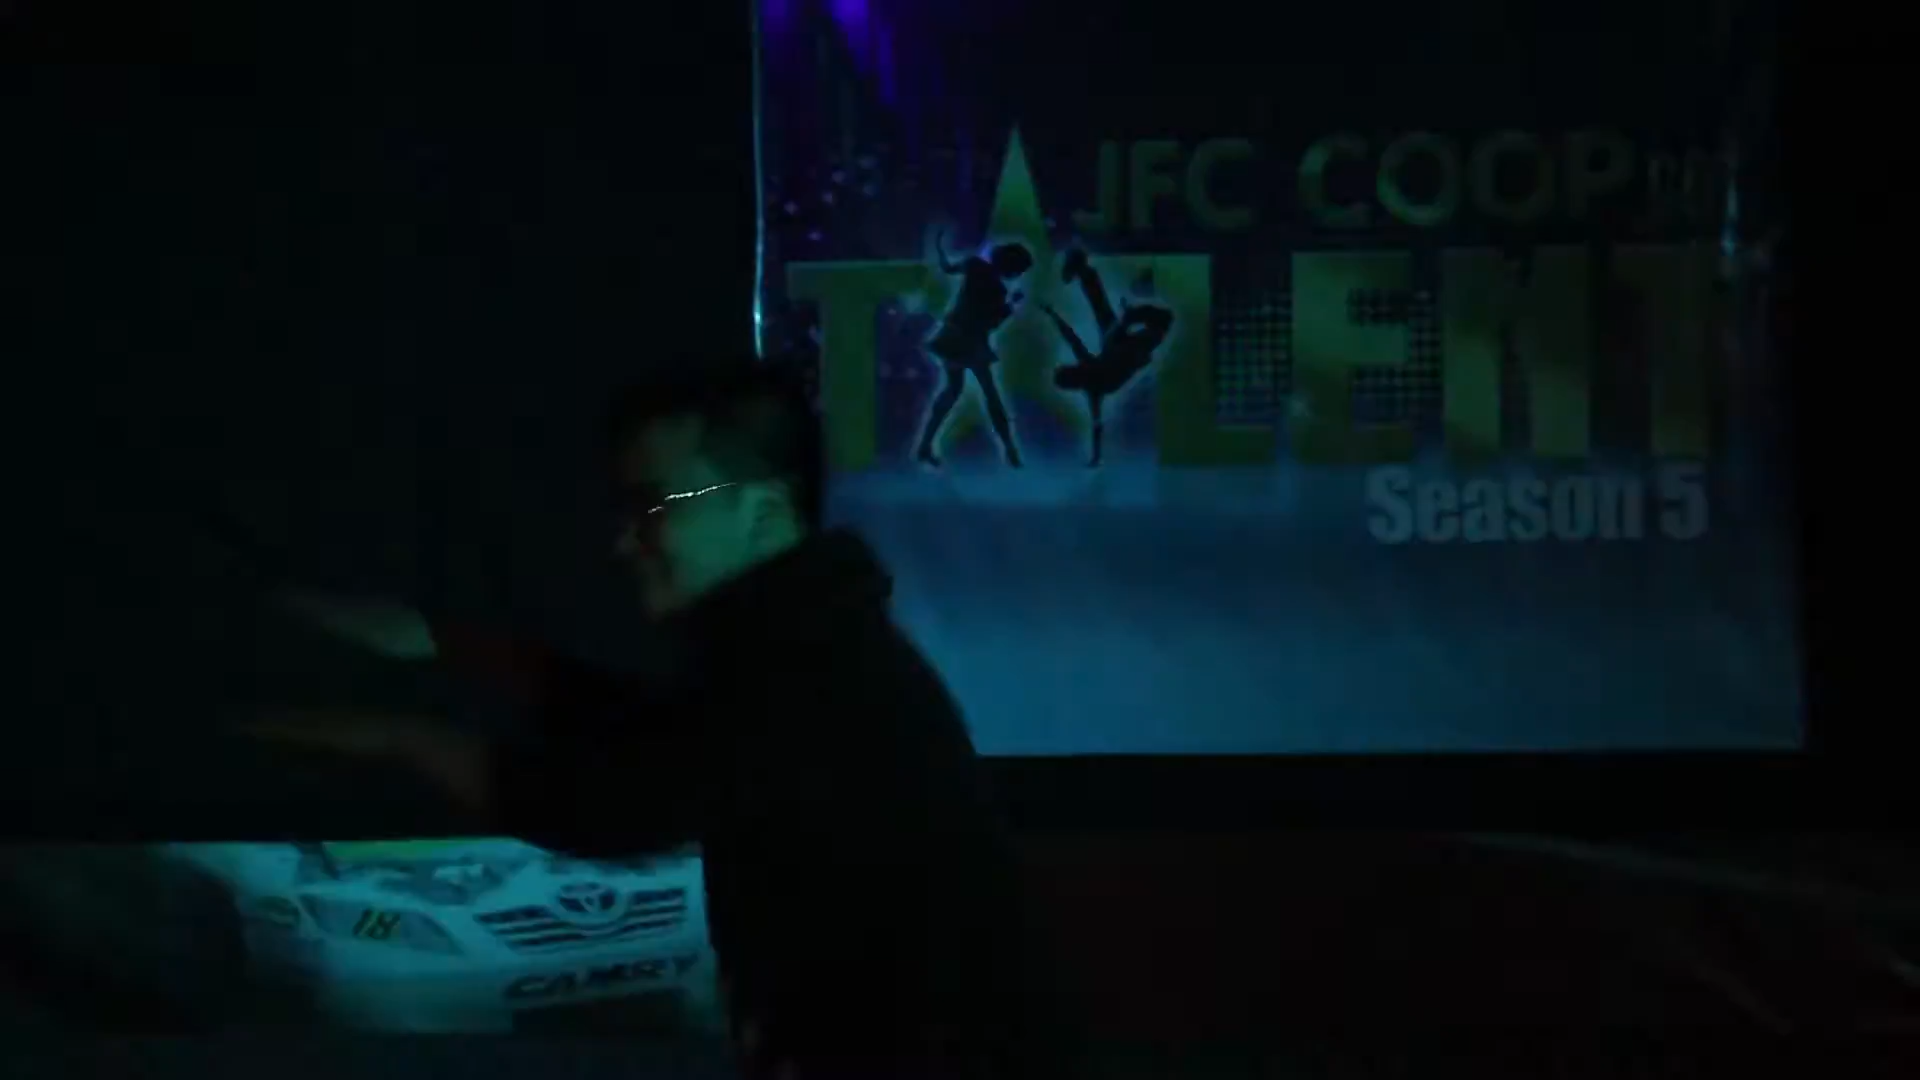 JFC COOP
TALENT
Season 5
18
CAMRY